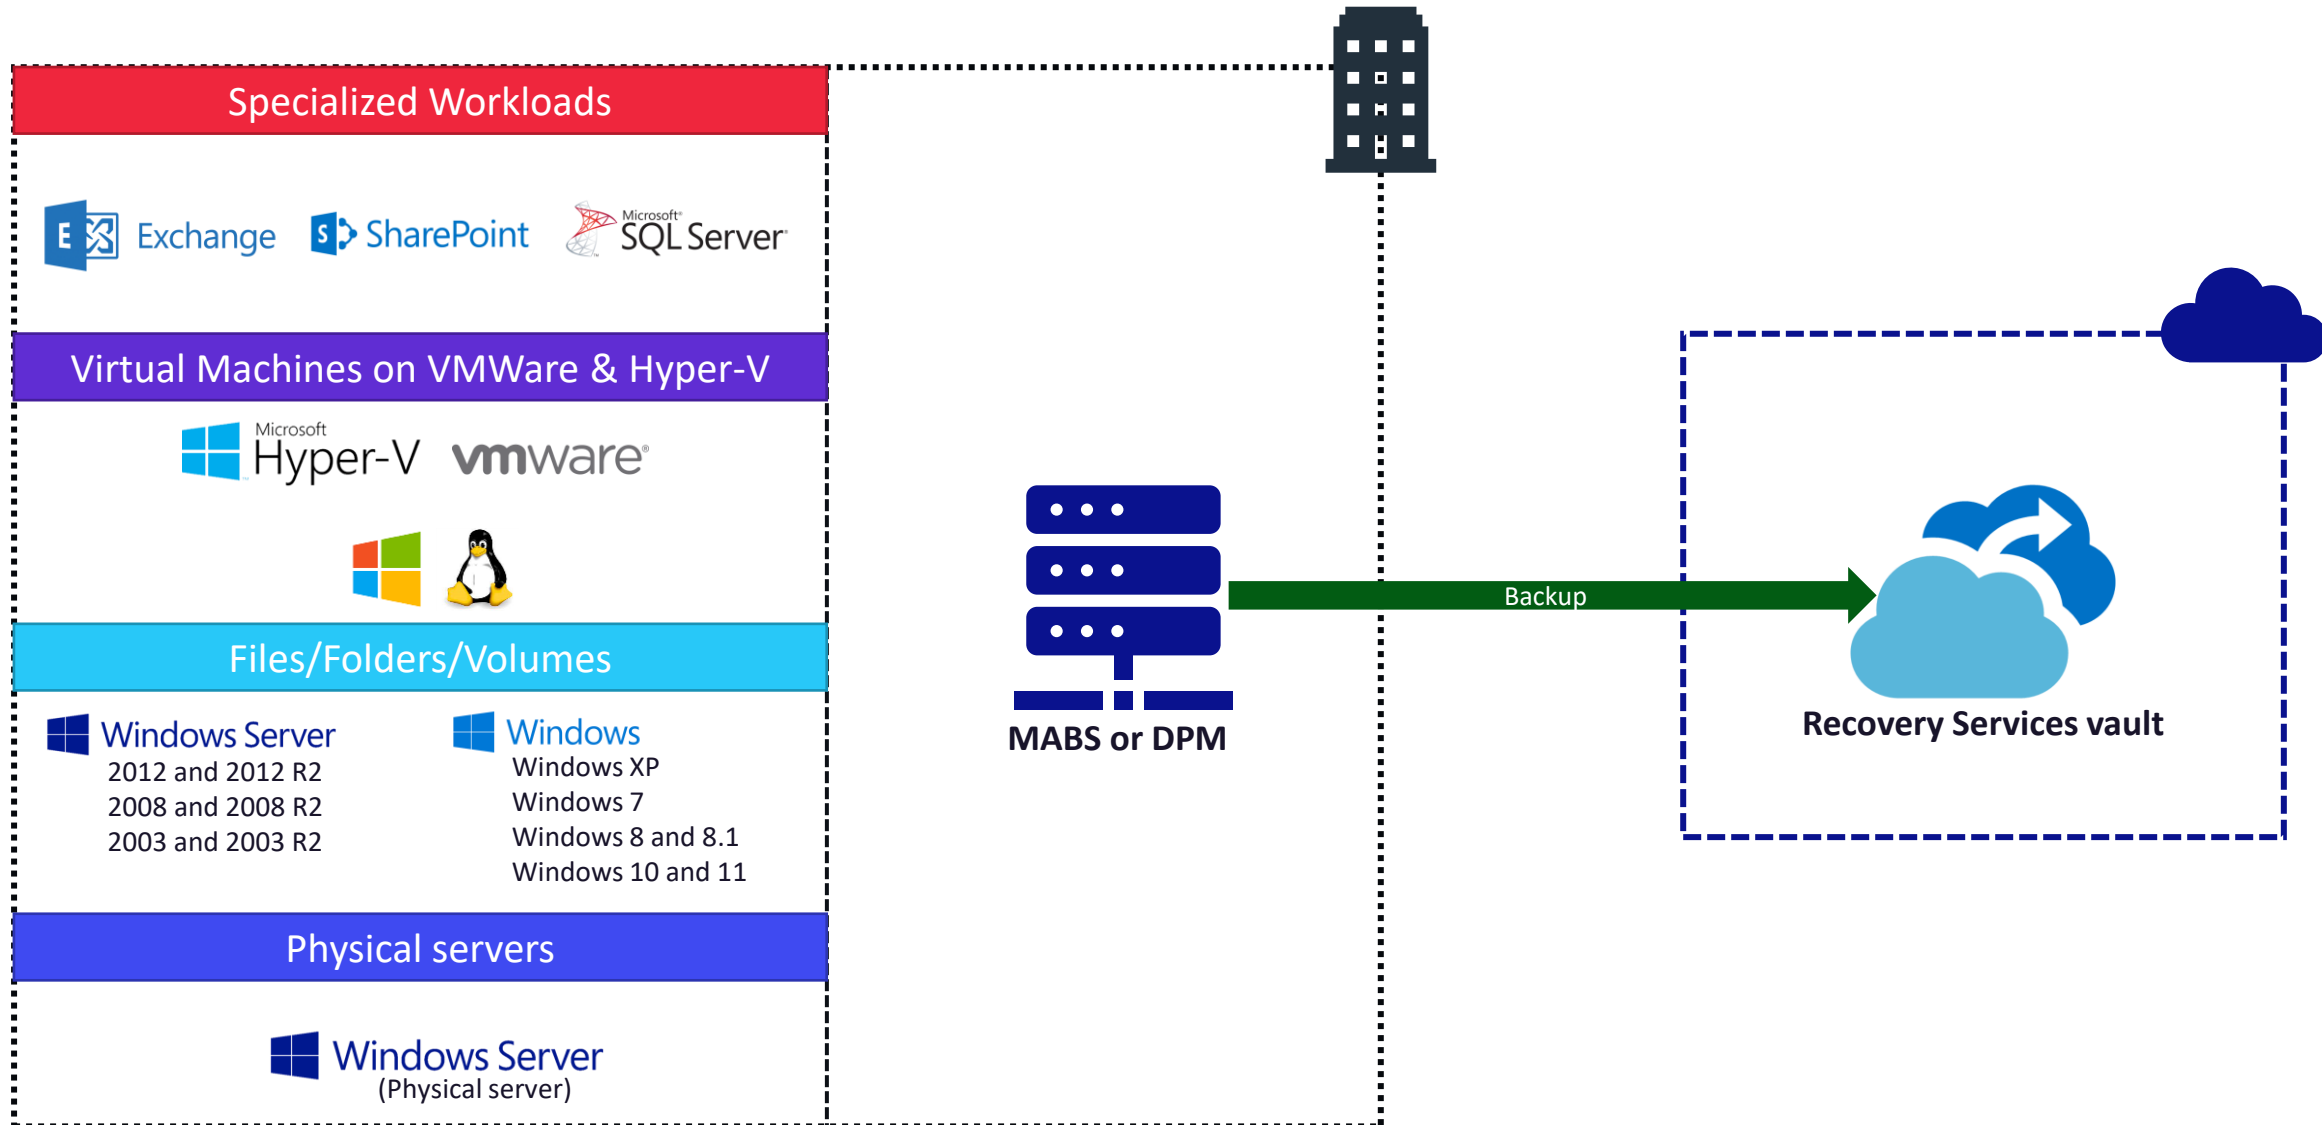 Specialized Workloads
E Exchange
S SharePoint
Microsoft®
SQL Server®
Virtual Machines on VMWare & Hyper-V
Microsoft
Hyper-V
vmware®
Files/Folders/Volumes
Windows Server
2012 and 2012 R2
2008 and 2008 R2
2003 and 2003 R2
Windows
Windows XP
Windows 7
Windows 8 and 8.1
Windows 10 and 11
Physical servers
Windows Server
(Physical server)
MABS or DPM
Backup
Recovery Services vault